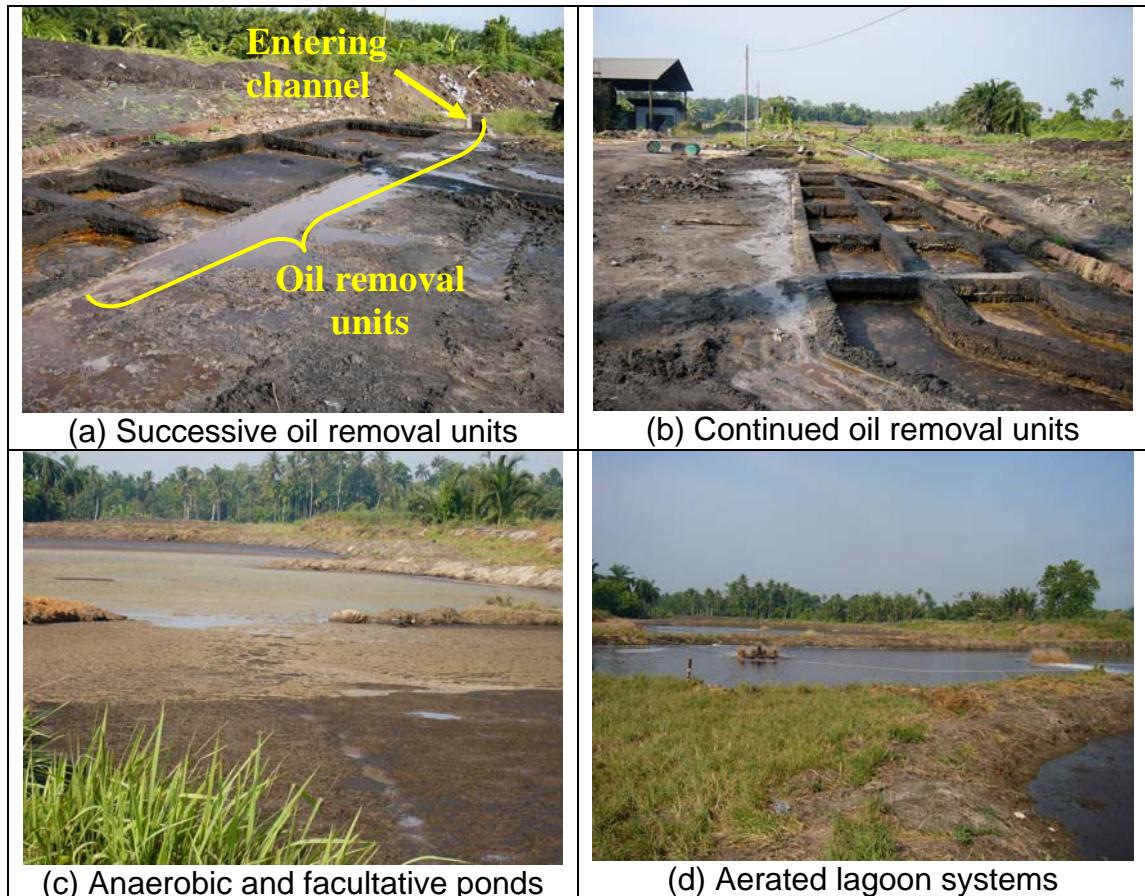 Entering
channel
Oil removal
units
(a) Successive oil removal units
(b) Continued oil removal units
(c) Anaerobic and facultative ponds
(d) Aerated lagoon systems